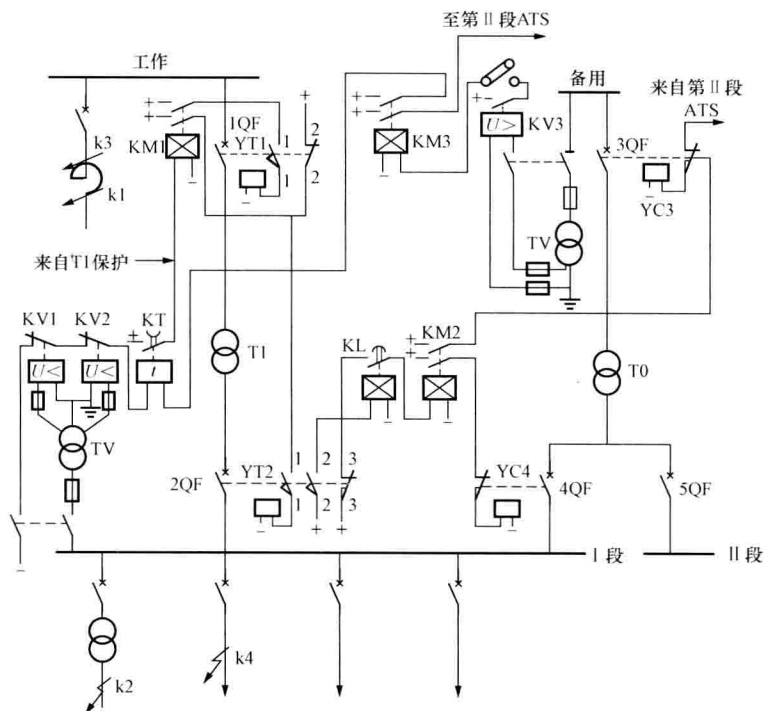 至第Ⅱ段ATS
工作
备用
来自第Ⅱ段
ATS
+
+
+
+
+
+ -
KM1
1QF
YT1
1
2
KM3
U>
KV3
3QF
k3
k1
-
-
1
2
-
-
YC3
来自T1保护
TV
KV1
KV2
KT
+
T1
KL
KM2
+
+
T0
U<
U<
t
-
-
TV
2QF
YT2
1
2
3
YC4
4QF
5QF
-
1
2
3
-
+
+
-
Ⅰ段
Ⅱ段
k4
k2